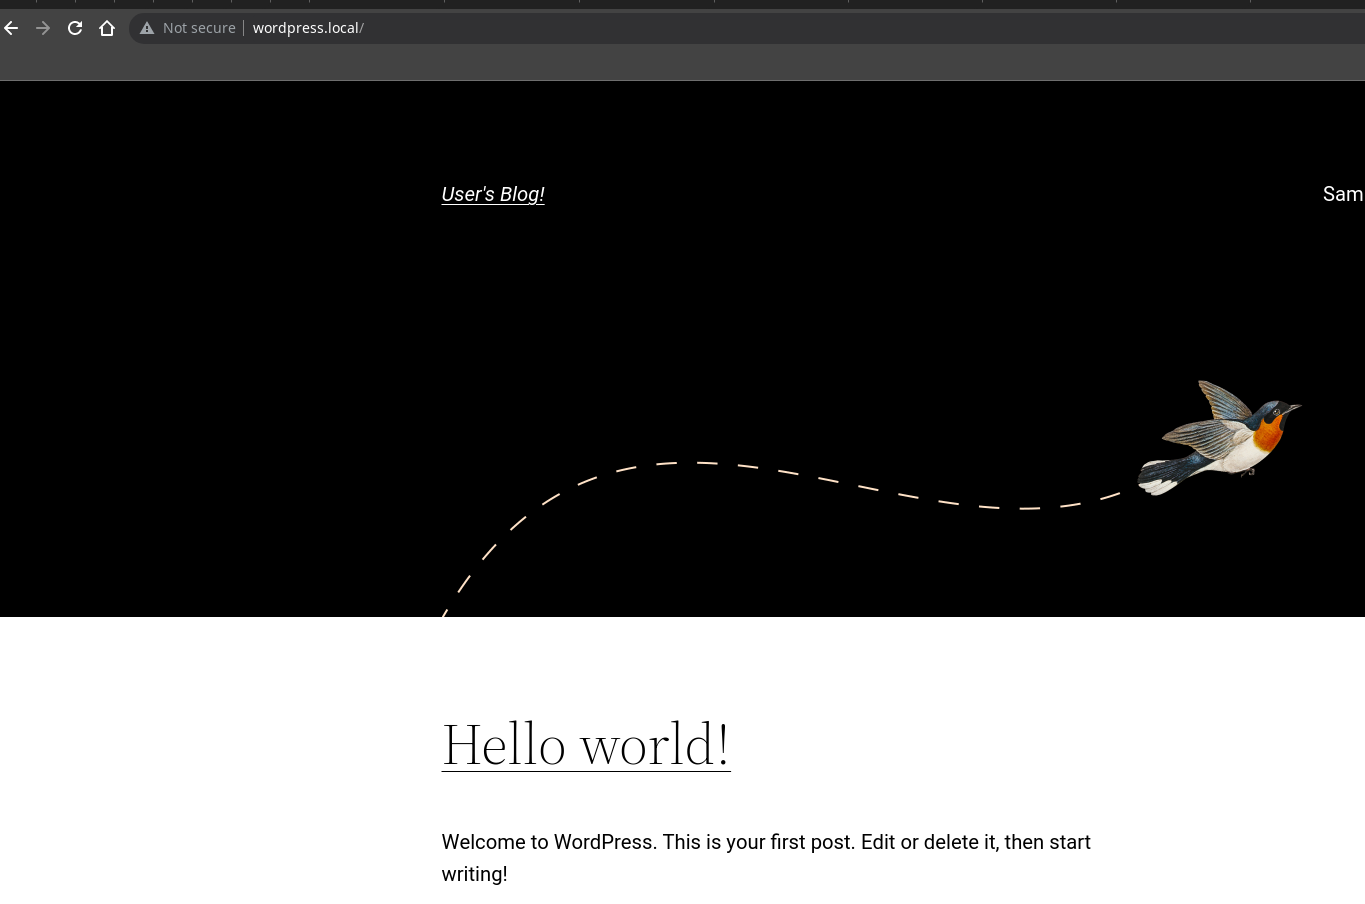 Not secure wordpress.local/
User's Blog!
Sam
Hello world!
Welcome to WordPress. This is your first post. Edit or delete it, then start
writing!